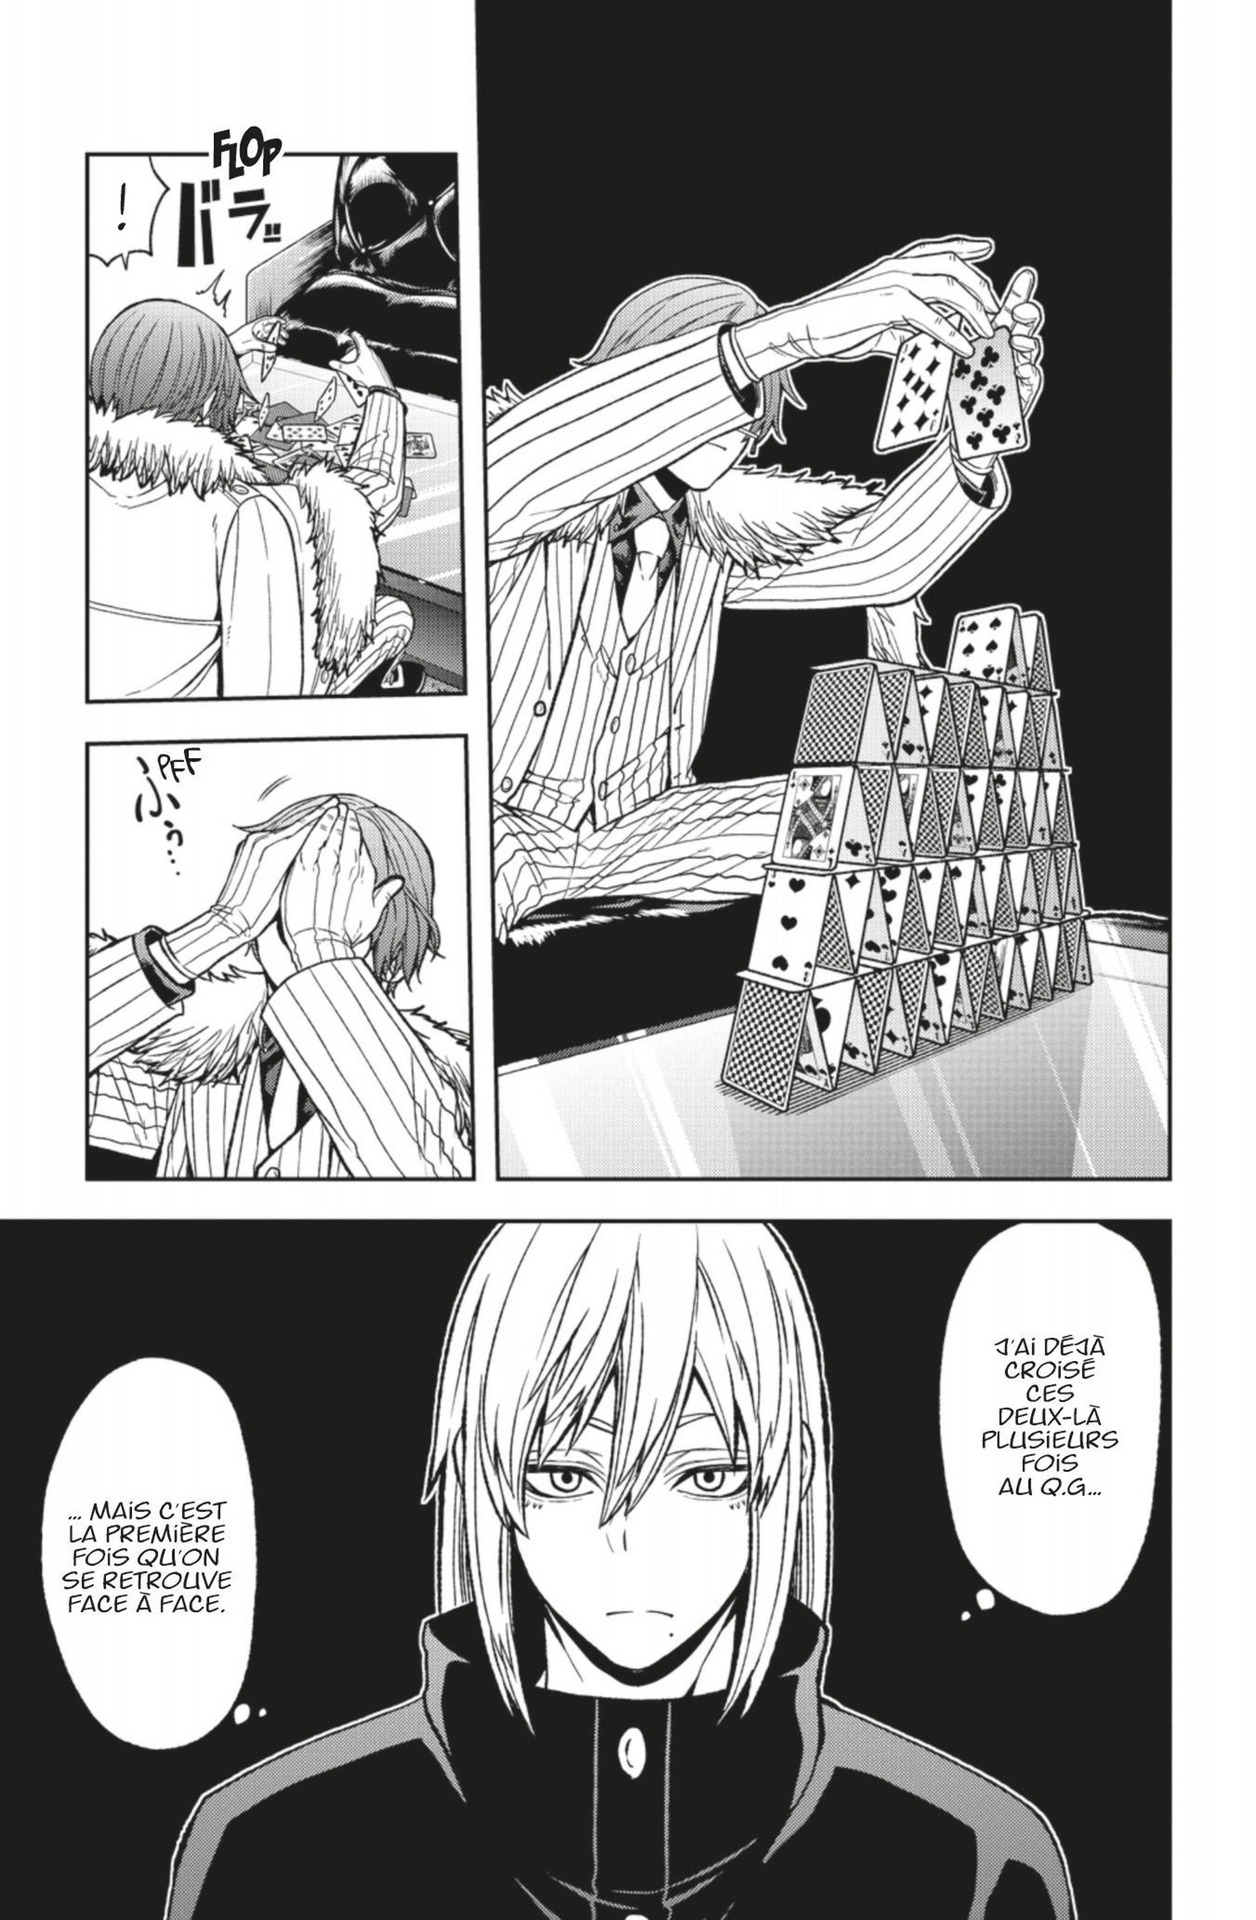 FLOP
!
バラッ
PFF
ふぅ…
J'AI DÉJÀ
CROISÉ
CES
DEUX-LÀ
PLUSIEURS
FOIS
AU Q.G...
... MAIS C'EST
LA PREMIÈRE
FOIS QU'ON
SE RETROUVE
FACE À FACE.